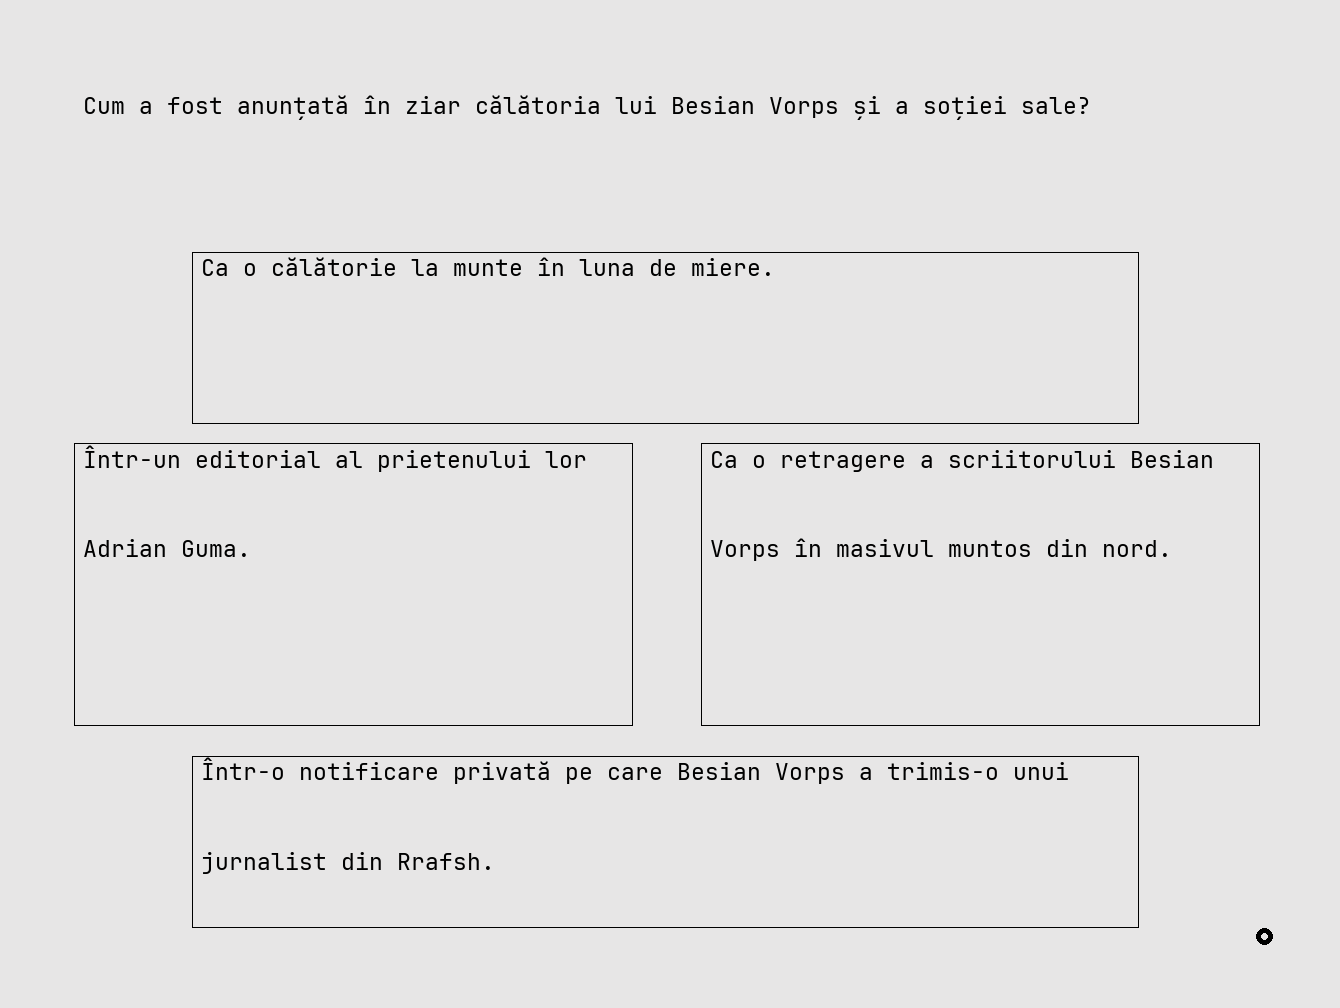 Cum a fost anunțată în ziar călătoria lui Besian Vorps și a soției sale?
Ca o călătorie la munte în luna de miere.
Într-un editorial al prietenului lor
Adrian Guma.
Ca o retragere a scriitorului Besian
Vorps în masivul muntos din nord.
Într-o notificare privată pe care Besian Vorps a trimis-o unui
jurnalist din Rrafsh.